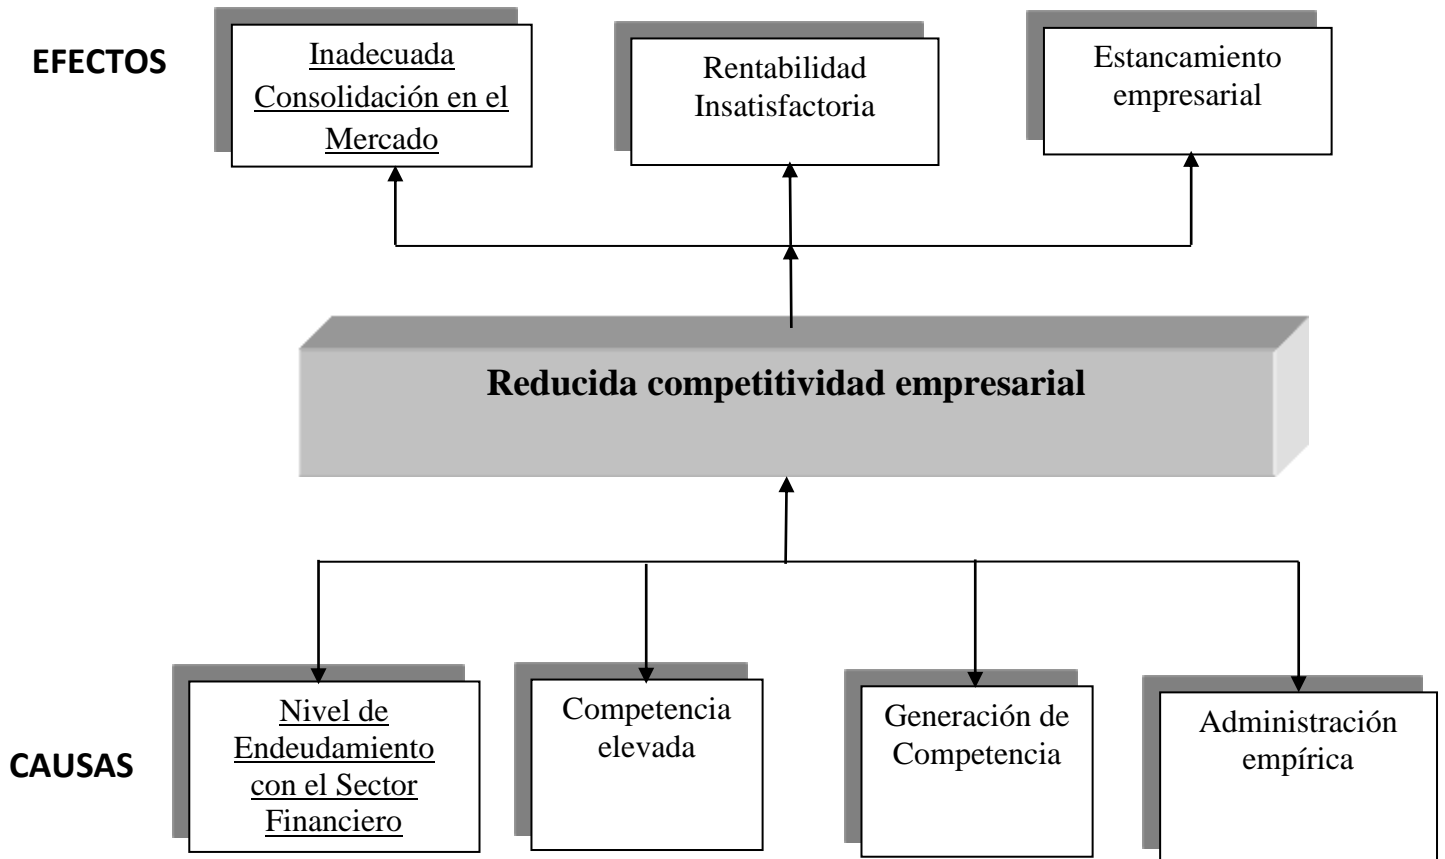 EFECTOS
Inadecuada
Consolidación en el
Mercado
Rentabilidad
Insatisfactoria
Estancamiento
empresarial
Reducida competitividad empresarial
CAUSAS
Nivel de
Endeudamiento
con el Sector
Financiero
Competencia
elevada
Generación de
Competencia
Administración
empírica